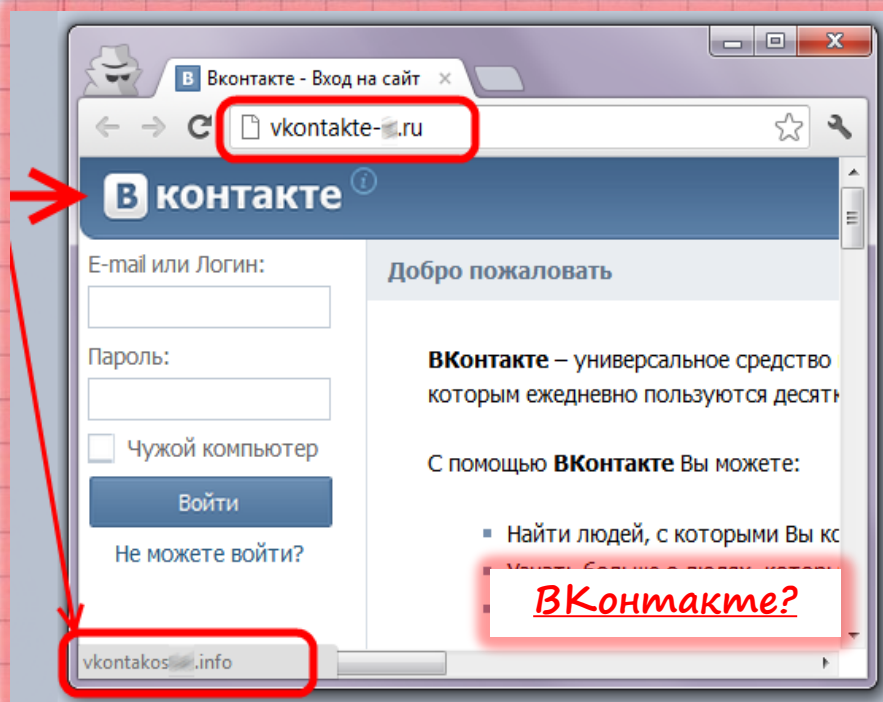 Вконтакте - Вход на сайт
vkontakte- .ru
В контакте
E-mail или Логин:
Пароль:
Чужой компьютер
Войти
Не можете войти?
Добро пожаловать
ВКонтакте – универсальное средство
которым ежедневно пользуются
С помощью ВКонтакте Вы можете:
Найти людей, с которыми Вы
ВКонтакте?
vkontakos .info